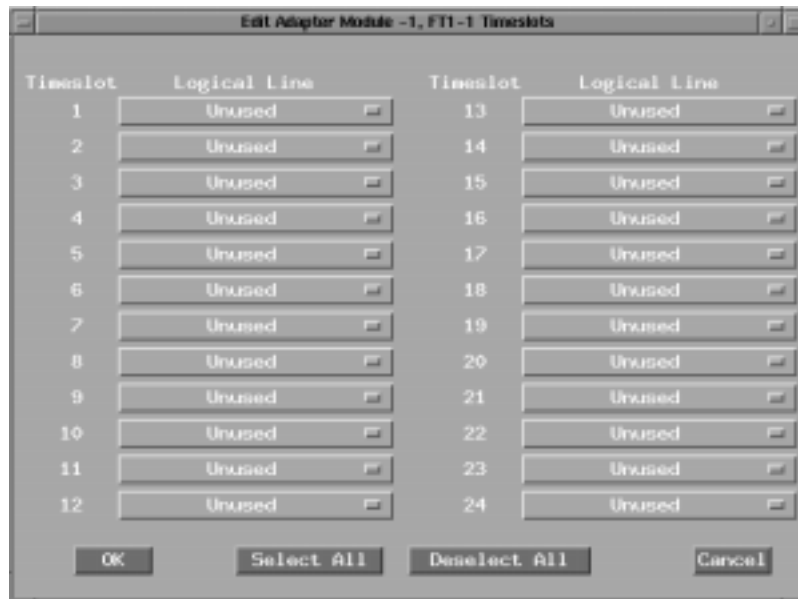 Edit Adapter Module -1, FT1-1 Timeslots
Timeslot Logical Line Timeslot Logical Line
1 Unused 13 Unused
2 Unused 14 Unused
3 Unused 15 Unused
4 Unused 16 Unused
5 Unused 17 Unused
6 Unused 18 Unused
7 Unused 19 Unused
8 Unused 20 Unused
9 Unused 21 Unused
10 Unused 22 Unused
11 Unused 23 Unused
12 Unused 24 Unused
OK Select All Deselect All Cancel